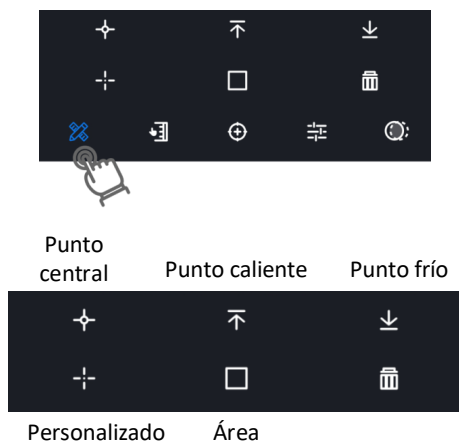 Punto
central
Punto caliente
Punto frío
Personalizado
Área